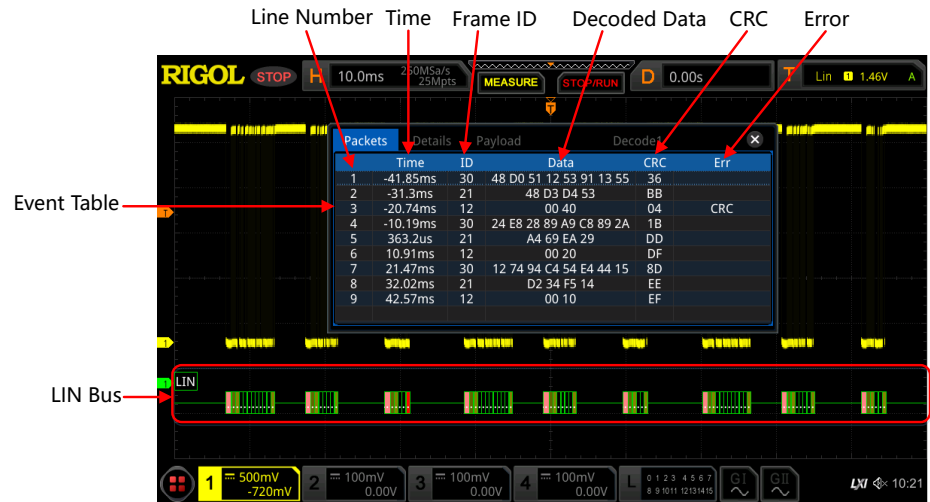 Line Number Time Frame ID Decoded Data CRC Error
RIGOL STOP H 10.0ms 250MSa/s 25Mpts MEASURE STOP/RUN D 0.00s T Lin 1 1.46V A
T
Packets Details Payload Decode1 X
Time ID Data CRC Err
1 -41.85ms 30 48 D0 51 12 53 91 13 55 36
2 -31.3ms 21 48 D3 D4 53 BB
3 -20.74ms 12 00 40 04 CRC
4 -10.19ms 30 24 E8 28 89 A9 C8 89 2A 1B
5 363.2us 21 A4 69 EA 29 DD
6 10.91ms 12 00 20 DF
7 21.47ms 30 12 74 94 C4 54 E4 44 15 8D
8 32.02ms 21 D2 34 F5 14 EE
9 42.57ms 12 00 10 EF
Event Table
T
1
1 LIN
LIN Bus
1 500mV -720mV 2 100mV 0.00V 3 100mV 0.00V 4 100mV 0.00V L 0 1 2 3 4 5 6 7 8 9 10 11 12 13 14 15 GI GII LXI 10:21